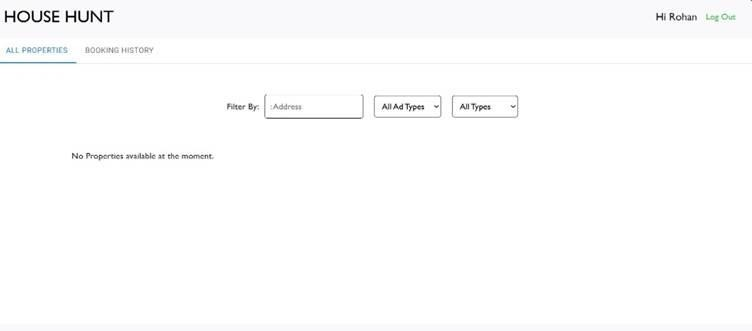 HOUSE HUNT
Hi Rohan Log Out
ALL PROPERTIES BOOKING HISTORY
Filter By: :Address All Ad Types All Types
No Properties available at the moment.